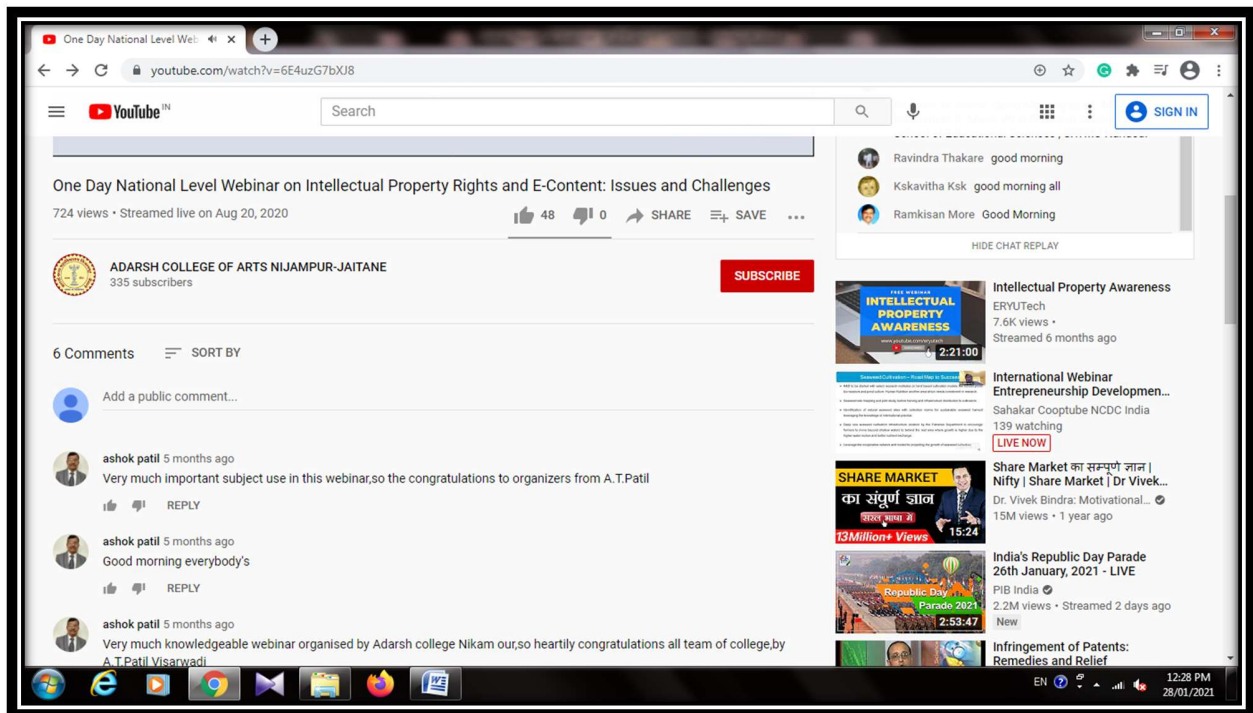 One Day National Level Web
youtube.com/watch?v=6E4uzG7bXJ8
YouTube IN
Search
SIGN IN
One Day National Level Webinar on Intellectual Property Rights and E-Content: Issues and Challenges
724 views • Streamed live on Aug 20, 2020
48 0 SHARE SAVE
ADARSH COLLEGE OF ARTS NIJAMPUR-JAITANE
335 subscribers
SUBSCRIBE
6 Comments SORT BY
Add a public comment...
ashok patil 5 months ago
Very much important subject use in this webinar,so the congratulations to organizers from A.T.Patil
REPLY
ashok patil 5 months ago
Good morning everybody's
REPLY
ashok patil 5 months ago
Very much knowledgeable webinar organised by Adarsh college Nikam our,so heartily congratulations all team of college,by
A.T.Patil Visarwadi
Ravindra Thakare good morning
Kskavitha Ksk good morning all
Ramkisan More Good Morning
HIDE CHAT REPLAY
FREE WEBINAR
INTELLECTUAL
PROPERTY
AWARENESS
www.youtube.com/eryutech
2:21:00
Intellectual Property Awareness
ERYUTech
7.6K views •
Streamed 6 months ago
International Webinar
Entrepreneurship Developmen...
Sahakar Cooptube NCDC India
139 watching
LIVE NOW
SHARE MARKET
का संपूर्ण ज्ञान
सरल भाषा में
13Million+ Views
15:24
Share Market का सम्पूर्ण ज्ञान |
Nifty | Share Market | Dr Vivek...
Dr. Vivek Bindra: Motivational...
15M views • 1 year ago
Republic Day
Parade 2021
2:53:47
India's Republic Day Parade
26th January, 2021 - LIVE
PIB India
2.2M views • Streamed 2 days ago
New
Infringement of Patents:
Remedies and Relief
EN
12:28 PM
28/01/2021